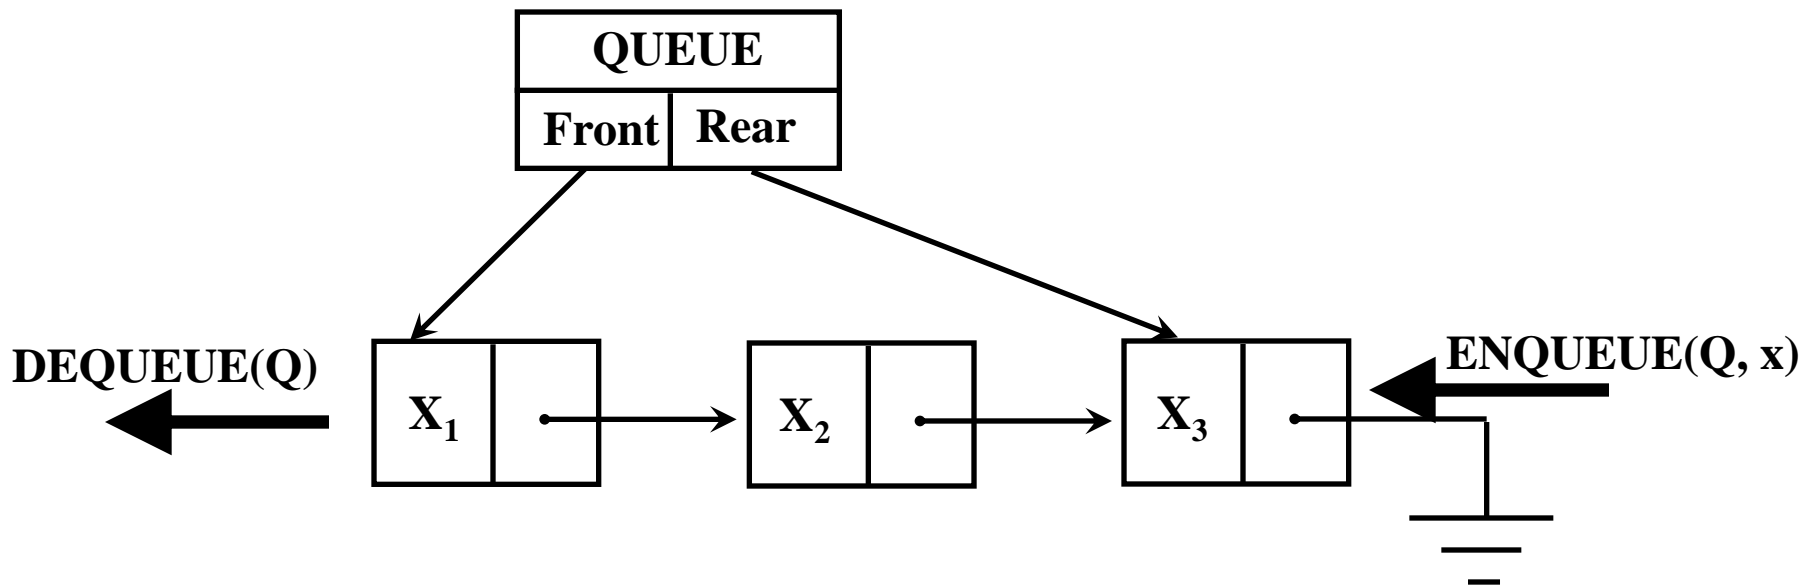 QUEUE
Front Rear
DEQUEUE(Q)
ENQUEUE(Q, x)
X₁ X₂ X₃